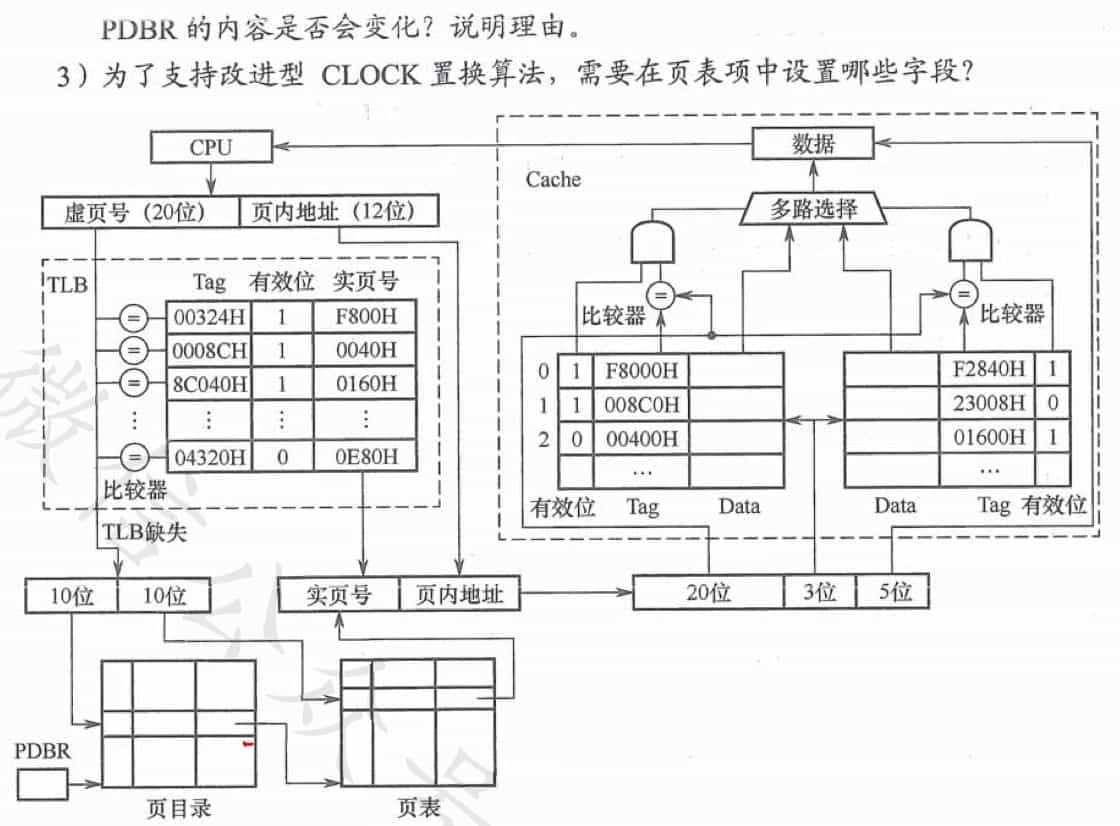 PDBR 的内容是否会变化？说明理由。
3）为了支持改进型 CLOCK 置换算法，需要在页表项中设置哪些字段？
CPU
数据
Cache
虚页号（20位） 页内地址（12位）
多路选择
TLB Tag 有效位 实页号
= 00324H 1 F800H
= 0008CH 1 0040H
= 8C040H 1 0160H
⋮ ⋮ ⋮ ⋮
= 04320H 0 0E80H
比较器
TLB缺失
= =
比较器 比较器
0 1 F8000H F2840H 1
1 1 008C0H 23008H 0
2 0 00400H 01600H 1
… …
有效位 Tag Data Data Tag 有效位
10位 10位 实页号 页内地址 20位 3位 5位
PDBR
页目录 页表
微信公众号